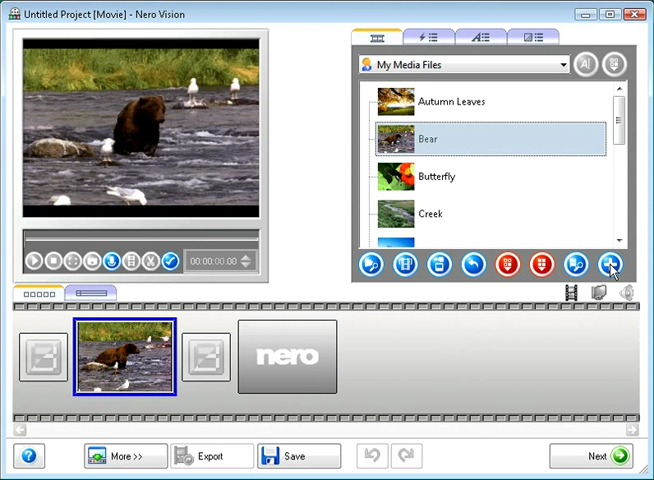 Untitled Project [Movie] - Nero Vision
My Media Files
Autumn Leaves
Bear
Butterfly
Creek
00:00:00.00
nero
More >>
Export
Save
Next